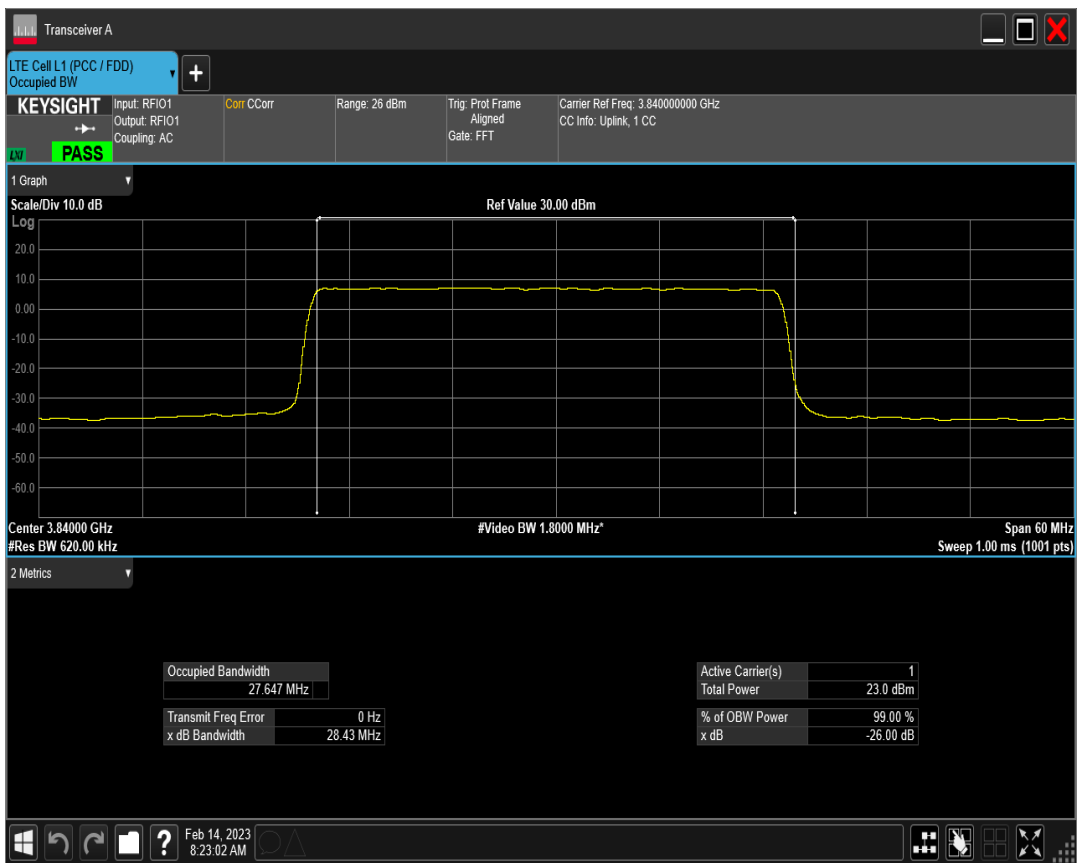 Transceiver A
LTE Cell L1 (PCC / FDD)
Occupied BW
+
KEYSIGHT
LXI
PASS
Input: RFIO1
Output: RFIO1
Coupling: AC
Corr CCorr
Range: 26 dBm
Trig: Prot Frame
Aligned
Gate: FFT
Carrier Ref Freq: 3.840000000 GHz
CC Info: Uplink, 1 CC
1 Graph
Scale/Div 10.0 dB
Ref Value 30.00 dBm
Log
20.0
10.0
0.00
-10.0
-20.0
-30.0
-40.0
-50.0
-60.0
Center 3.84000 GHz
#Video BW 1.8000 MHz*
Span 60 MHz
#Res BW 620.00 kHz
Sweep 1.00 ms (1001 pts)
2 Metrics
Occupied Bandwidth
27.647 MHz
Transmit Freq Error 0 Hz
x dB Bandwidth 28.43 MHz
Active Carrier(s) 1
Total Power 23.0 dBm
% of OBW Power 99.00 %
x dB -26.00 dB
?
Feb 14, 2023
8:23:02 AM